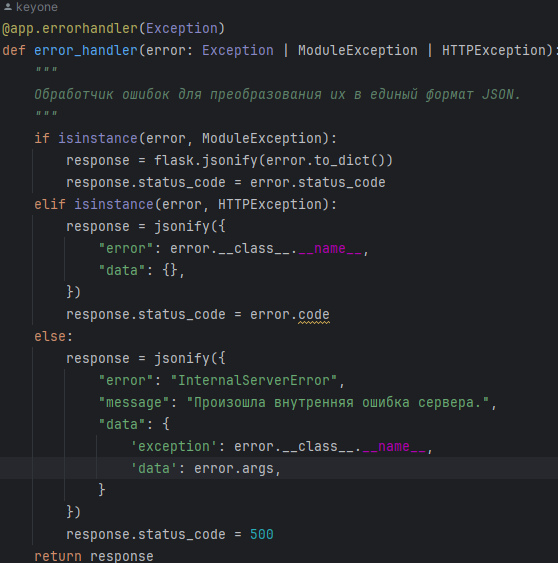 keyone
@app.errorhandler(Exception)
def error_handler(error: Exception | ModuleException | HTTPException):
    """
    Обработчик ошибок для преобразования их в единый формат JSON.
    """
    if isinstance(error, ModuleException):
        response = flask.jsonify(error.to_dict())
        response.status_code = error.status_code
    elif isinstance(error, HTTPException):
        response = jsonify({
            "error": error.__class__.__name__,
            "data": {},
        })
        response.status_code = error.code
    else:
        response = jsonify({
            "error": "InternalServerError",
            "message": "Произошла внутренняя ошибка сервера.",
            "data": {
                'exception': error.__class__.__name__,
                'data': error.args,
            }
        })
        response.status_code = 500
    return response